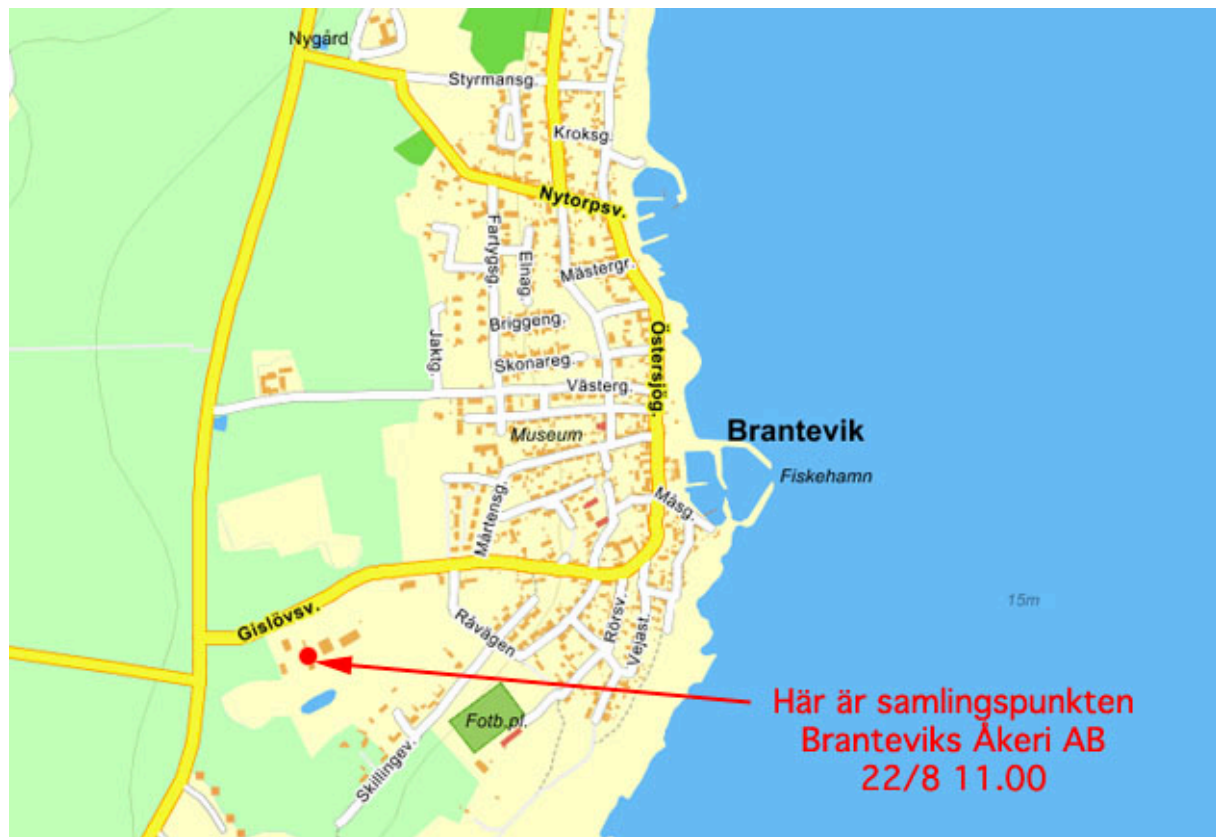 Nygård
Styrmansg.
Kroksg.
Nytorpsv.
Fartygsg.
Elnag.
Mästergr.
Briggeng.
Östersjög.
Jaktg.
Skonareg.
Västerg.
Museum
Brantevik
Fiskehamn
Mårtensg.
Måsg.
15m
Gislövsv.
Råvägen
Rörsv.
Vejast.
Fotb.pl.
Skillingev.
Här är samlingspunkten
Branteviks Åkeri AB
22/8 11.00